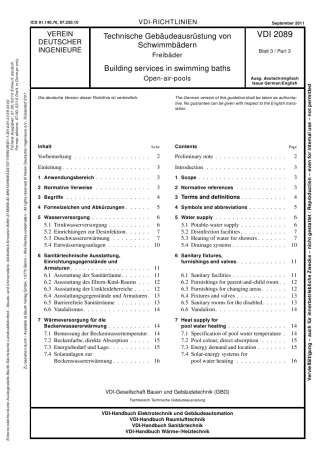 ICS 91.140.70, 97.220.10
VDI-RICHTLINIEN
September 2011
VEREIN
DEUTSCHER
INGENIEURE
Technische Gebäudeausrüstung von
Schwimmbädern
Freibäder
Building services in swimming baths
Open-air-pools
VDI 2089
Blatt 3 / Part 3
Ausg. deutsch/englisch
Issue German/English
Die deutsche Version dieser Richtlinie ist verbindlich.
The German version of this guideline shall be taken as authorita-
tive. No guarantee can be given with respect to the English trans-
lation.
Inhalt Seite
Vorbemerkung 2
Einleitung 3
1 Anwendungsbereich 3
2 Normative Verweise 3
3 Begriffe 4
4 Formelzeichen und Abkürzungen 5
5 Wasserversorgung 6
5.1 Trinkwasserversorgung 6
5.2 Einrichtungen zur Desinfektion 7
5.3 Duschwassererwärmung 7
5.4 Entwässerungsanlagen 10
6 Sanitärtechnische Ausstattung,
Einrichtungsgegenstände und
Armaturen 11
6.1 Ausstattung der Sanitärräume 11
6.2 Ausstattung des Eltern-Kind-Raums 12
6.3 Ausstattung der Umkleidebereiche 12
6.4 Ausstattungsgegenstände und Armaturen 13
6.5 Barrierefreie Sanitärräume 13
6.6 Vandalismus 14
7 Wärmeversorgung für die
Beckenwassererwärmung 14
7.1 Bemessung der Beckenwassertemperatur 14
7.2 Beckenfarbe, direkte Absorption 15
7.3 Energiebedarf und Lage 15
7.4 Solaranlagen zur
Beckenwassererwärmung 16
Contents Page
Preliminary note 2
Introduction 3
1 Scope 3
2 Normative references 3
3 Terms and definitions 4
4 Symbols and abbreviations 5
5 Water supply 6
5.1 Potable-water supply 6
5.2 Disinfection facilities 7
5.3 Heating of water for showers 7
5.4 Drainage systems 10
6 Sanitary fixtures,
furnishings and valves 11
6.1 Sanitary facilities 11
6.2 Furnishings for parent-and-child room 12
6.3 Furnishings for changing areas 12
6.4 Fixtures and valves 13
6.5 Sanitary rooms for the disabled 13
6.6 Vandalism 14
7 Heat supply for
pool water heating 14
7.1 Specification of pool water temperature 14
7.2 Pool colour, direct absorption 15
7.3 Energy demand and location 15
7.4 Solar-energy systems for
pool water heating 16
VDI-Gesellschaft Bauen und Gebäudetechnik (GBG)
Fachbereich Technische Gebäudeausrüstung
VDI-Handbuch Elektrotechnik und Gebäudeautomation
VDI-Handbuch Raumlufttechnik
VDI-Handbuch Sanitärtechnik
VDI-Handbuch Wärme-/Heiztechnik
Vervielfältigung – auch für innerbetriebliche Zwecke – nicht gestattet / Reproduction – even for internal use – not permitted